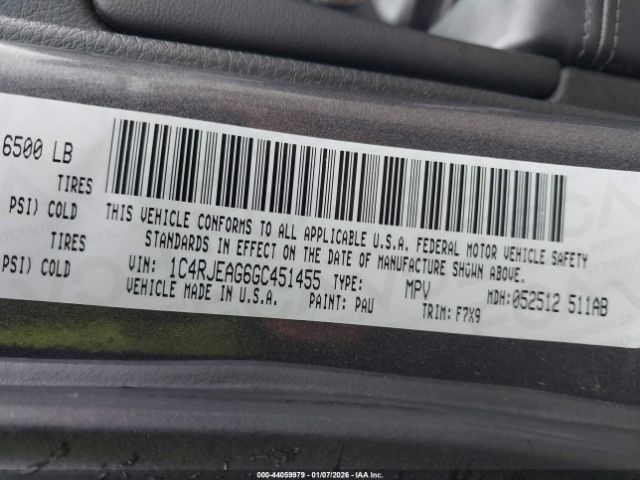 6500 LB
TIRES
PSI) COLD
TIRES
PSI) COLD
THIS VEHICLE CONFORMS TO ALL APPLICABLE U.S.A. FEDERAL MOTOR VEHICLE SAFETY
STANDARDS IN EFFECT ON THE DATE OF MANUFACTURE SHOWN ABOVE.
VIN: 1C4RJEAG6GC451455 TYPE: MPV MDH:052512 511AB
VEHICLE MADE IN U.S.A. PAINT: PAU TRIM: F7X9
000-44059979 | 01/07/2026 | IAA44383